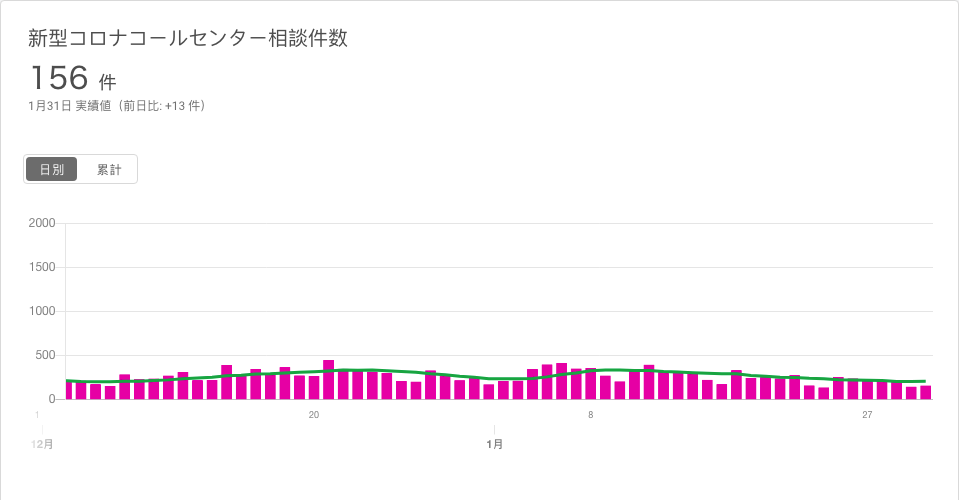 新型コロナコールセンター相談件数
156 件
1月31日 実績値（前日比: +13 件）
日別 累計
2000
1500
1000
500
0
1 20 8 27
12月 1月